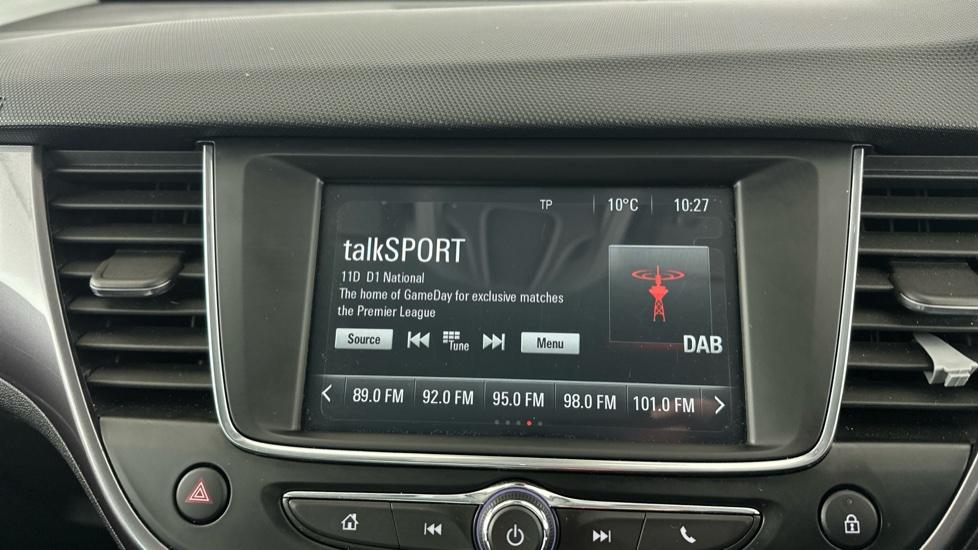 TP 10°C 10:27
talkSPORT
11D D1 National
The home of GameDay for exclusive matches
the Premier League
Source Tune Menu
DAB
89.0 FM 92.0 FM 95.0 FM 98.0 FM 101.0 FM